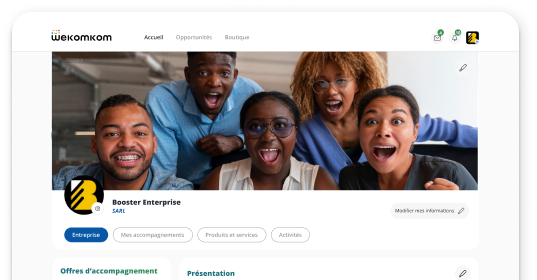 wekomkom
Accueil Opportunités Boutique
Booster Enterprise
SARL
Modifier mes informations
Entreprise Mes accompagnements Produits et services Activités
Offres d'accompagnement Présentation